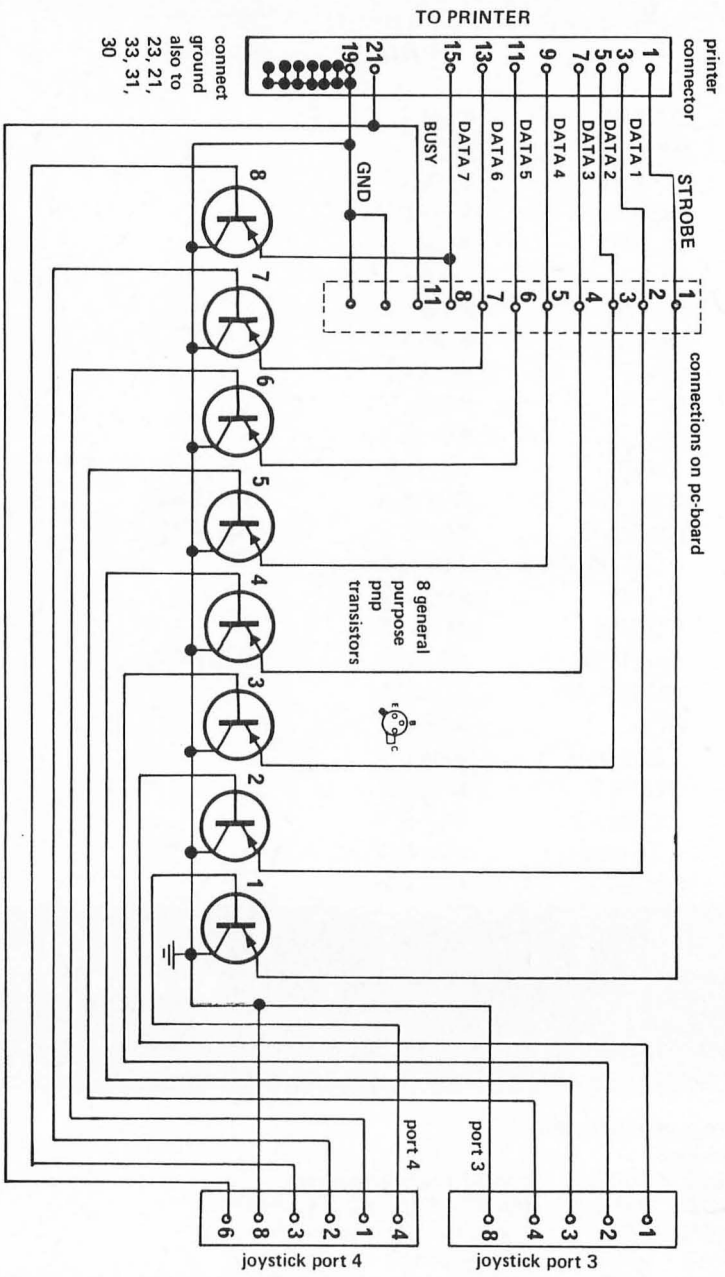 TO PRINTER
printer
connector
1
3
5
7
9
11
13
15
21
19
connect
ground
also to
23, 21,
33, 31,
30
STROBE
DATA 1
DATA 2
DATA 3
DATA 4
DATA 5
DATA 6
DATA 7
BUSY
GND
connections on pc-board
1
2
3
4
5
6
7
8
11
8
7
6
5
4
3
2
1
8 general
purpose
pnp
transistors
E
B
C
port 3
port 4
1
2
3
4
8
joystick port 3
4
1
2
3
8
6
joystick port 4